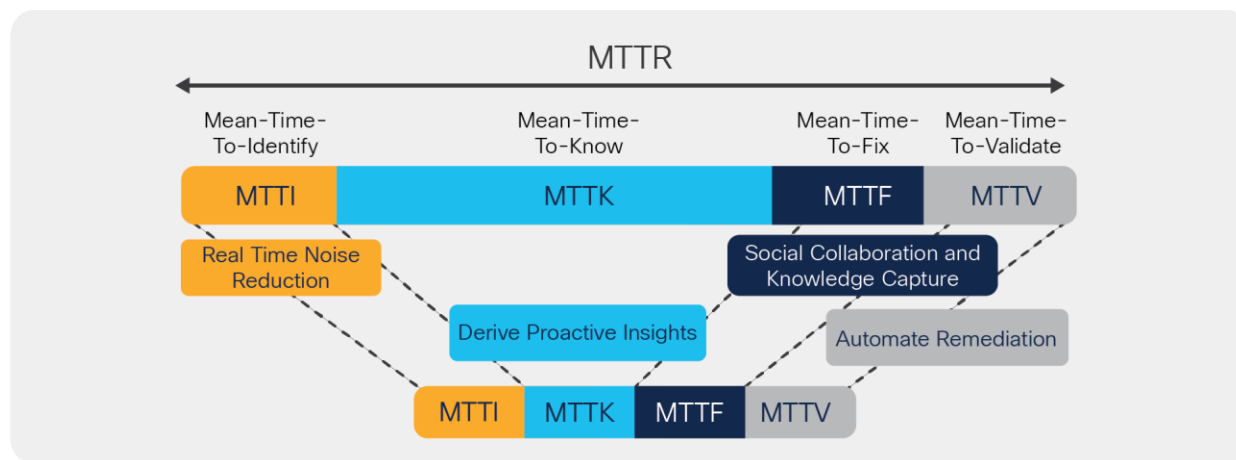 MTTR
Mean-Time-
To-Identify
Mean-Time-
To-Know
Mean-Time-
To-Fix
Mean-Time-
To-Validate
MTTI
MTTK
MTTF
MTTV
Real Time Noise
Reduction
Social Collaboration and
Knowledge Capture
Derive Proactive Insights
Automate Remediation
MTTI
MTTK
MTTF
MTTV